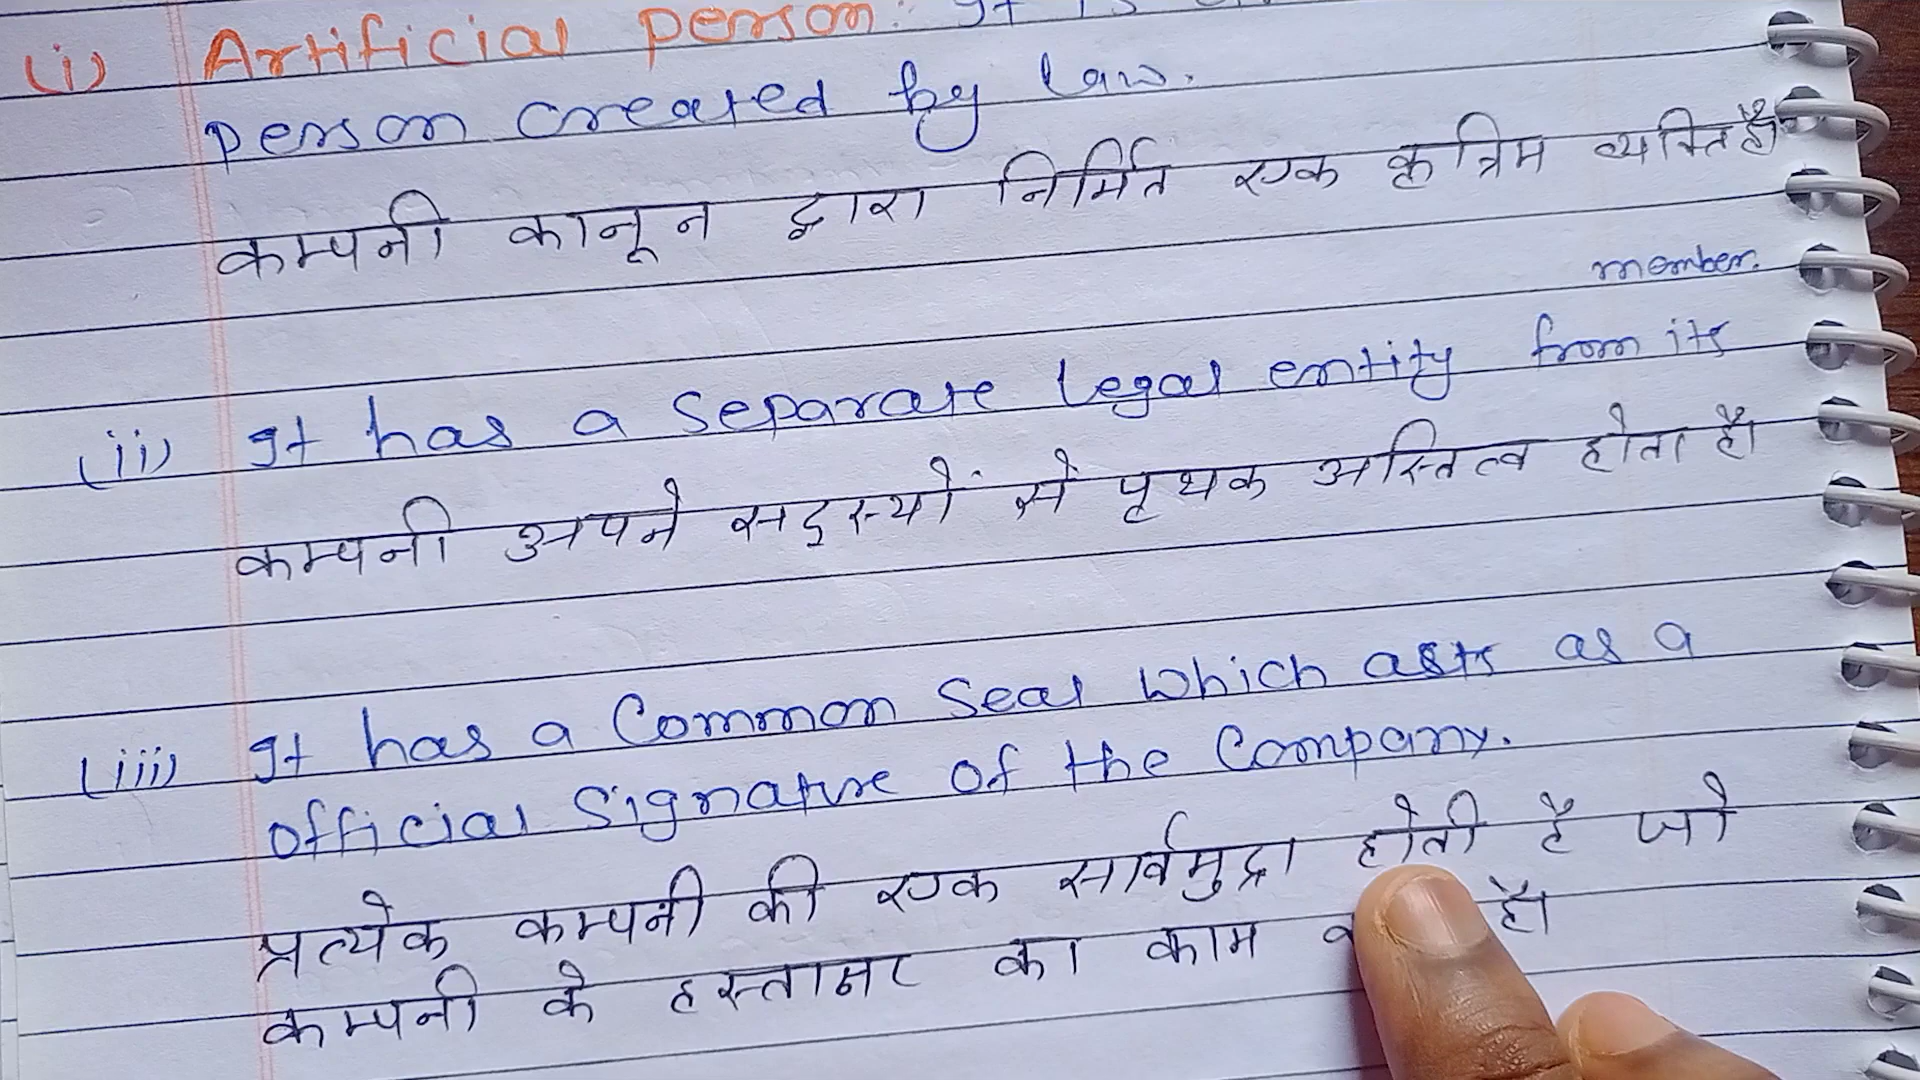 (i) Artificial person: It is
person created by law.
कम्पनी कानून द्वारा निर्मित एक कृत्रिम व्यक्ति है।
member.
(ii) It has a separate legal entity from its
कम्पनी अपने सदस्यों से पृथक अस्तित्व होता है।
(iii) It has a Common Seal which acts as a
official Signature of the Company.
प्रत्येक कम्पनी की एक सार्वमुद्रा होती है जो
कम्पनी के हस्ताक्षर का काम है।